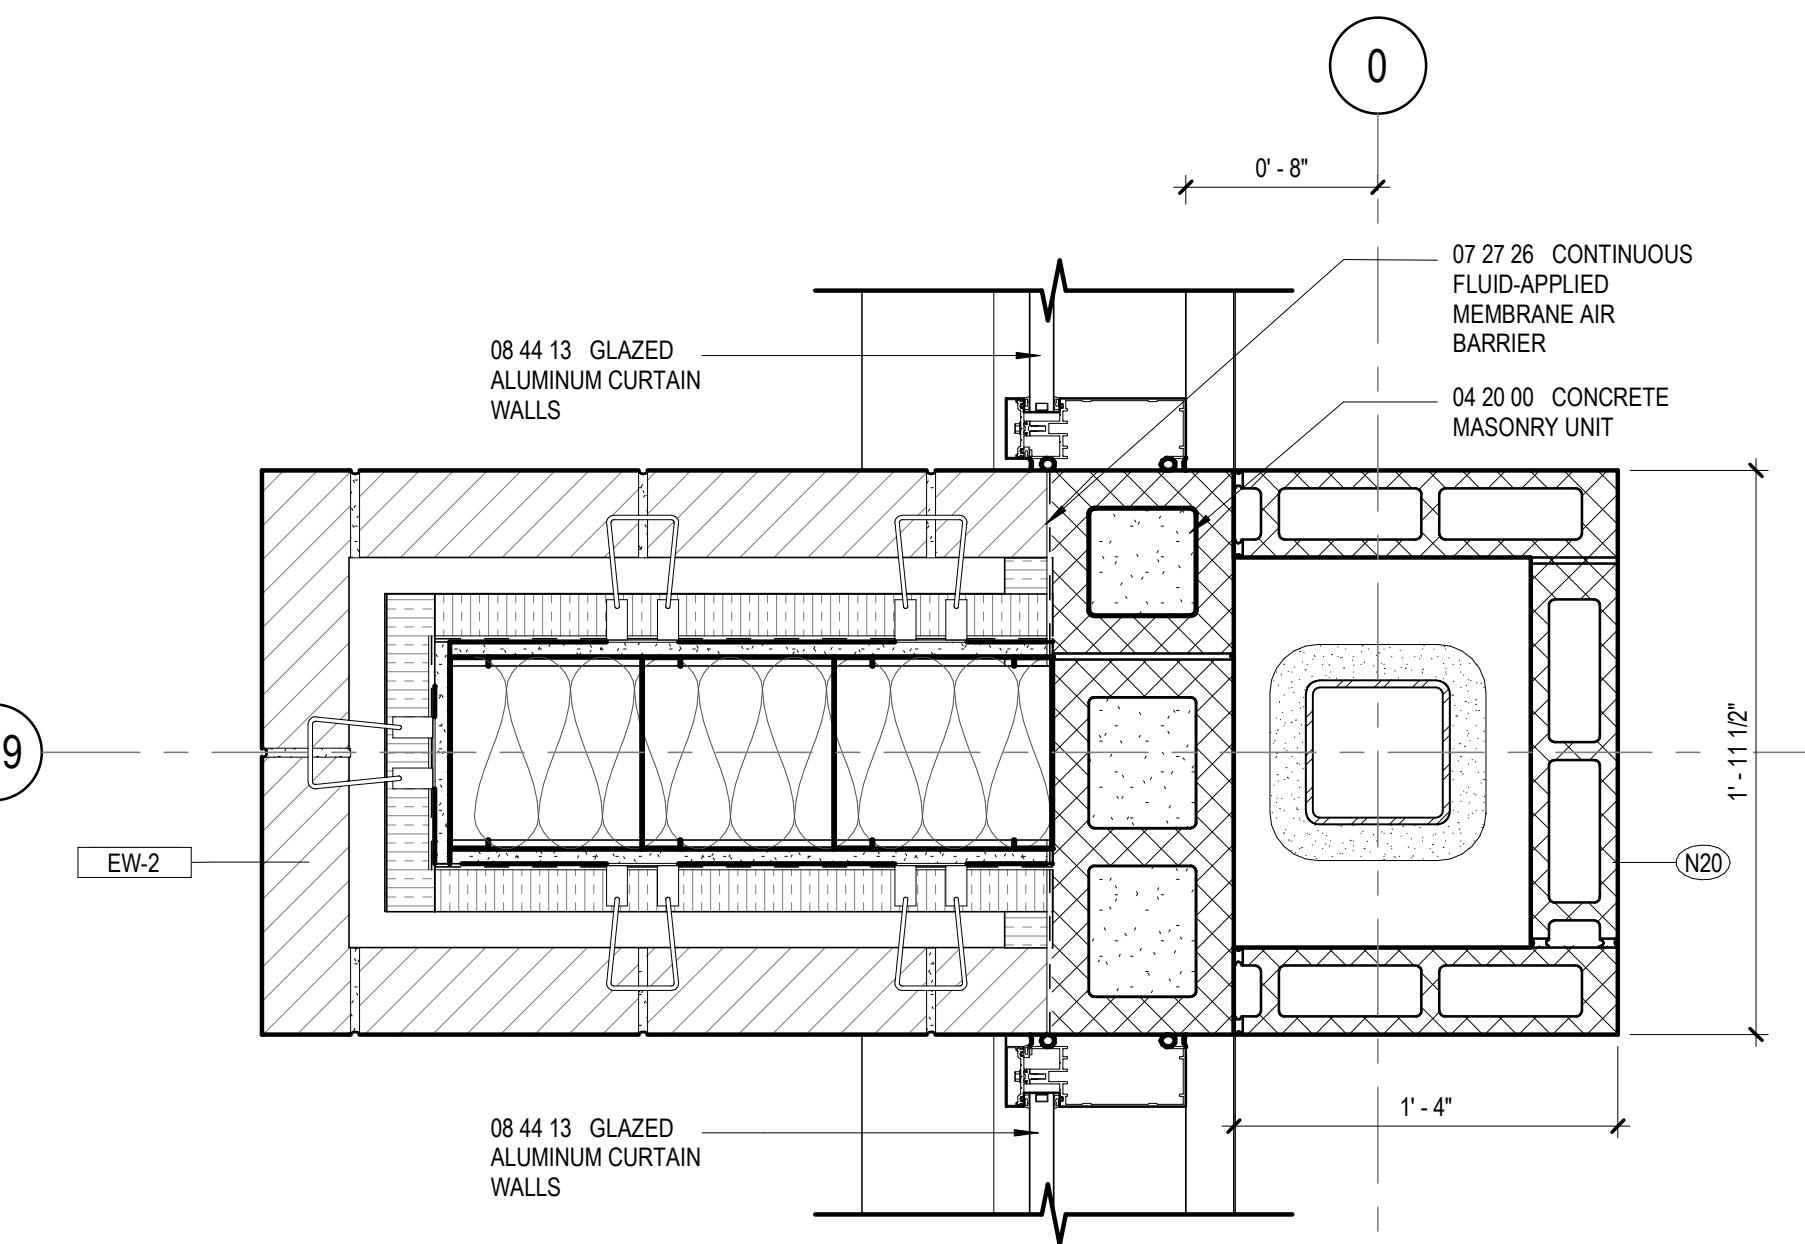 0
0' - 8"
07 27 26 CONTINUOUS
FLUID-APPLIED
MEMBRANE AIR
BARRIER
08 44 13 GLAZED
ALUMINUM CURTAIN
WALLS
04 20 00 CONCRETE
MASONRY UNIT
9
1' - 11 1/2"
EW-2
N20
1' - 4"
08 44 13 GLAZED
ALUMINUM CURTAIN
WALLS